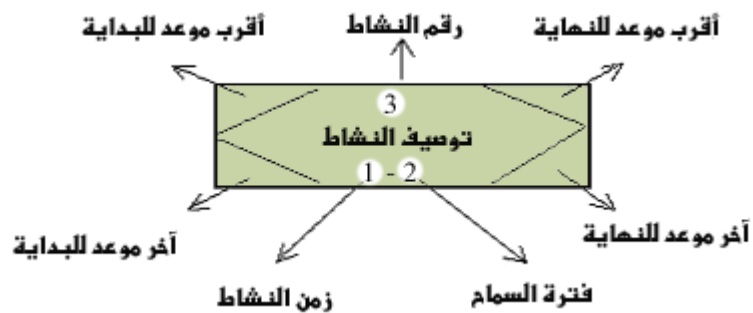 أقرب موعد للنهاية
رقم النشاط
أقرب موعد للبداية
3
توصيف النشاط
1 - 2
آخر موعد للنهاية
آخر موعد للبداية
فترة السماح
زمن النشاط